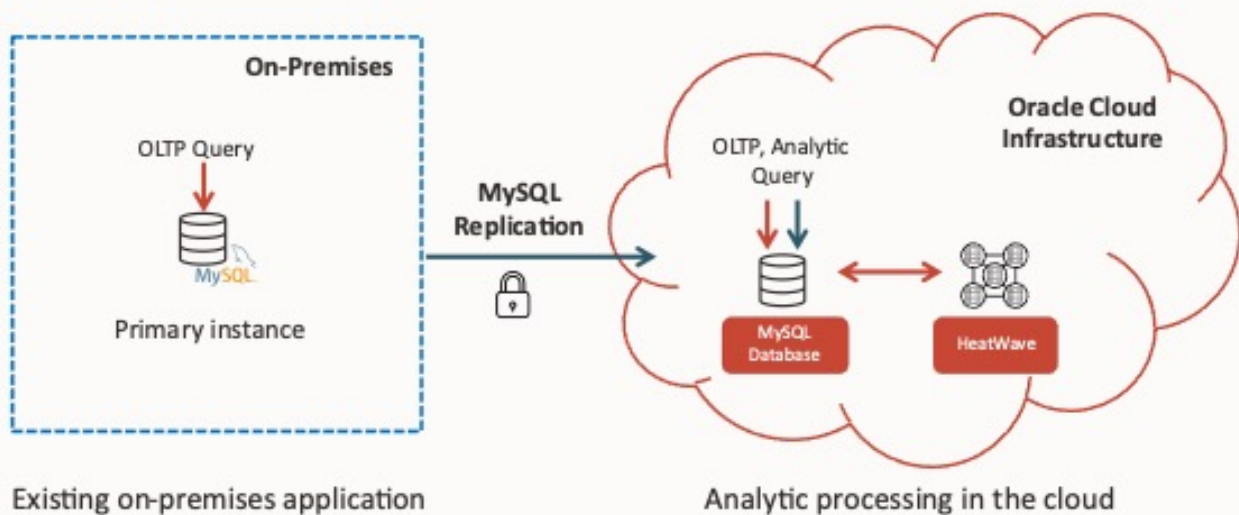 On-Premises
OLTP Query
MySQL
Primary instance
MySQL
Replication
Oracle Cloud
Infrastructure
OLTP, Analytic
Query
MySQL
Database
HeatWave
Existing on-premises application
Analytic processing in the cloud